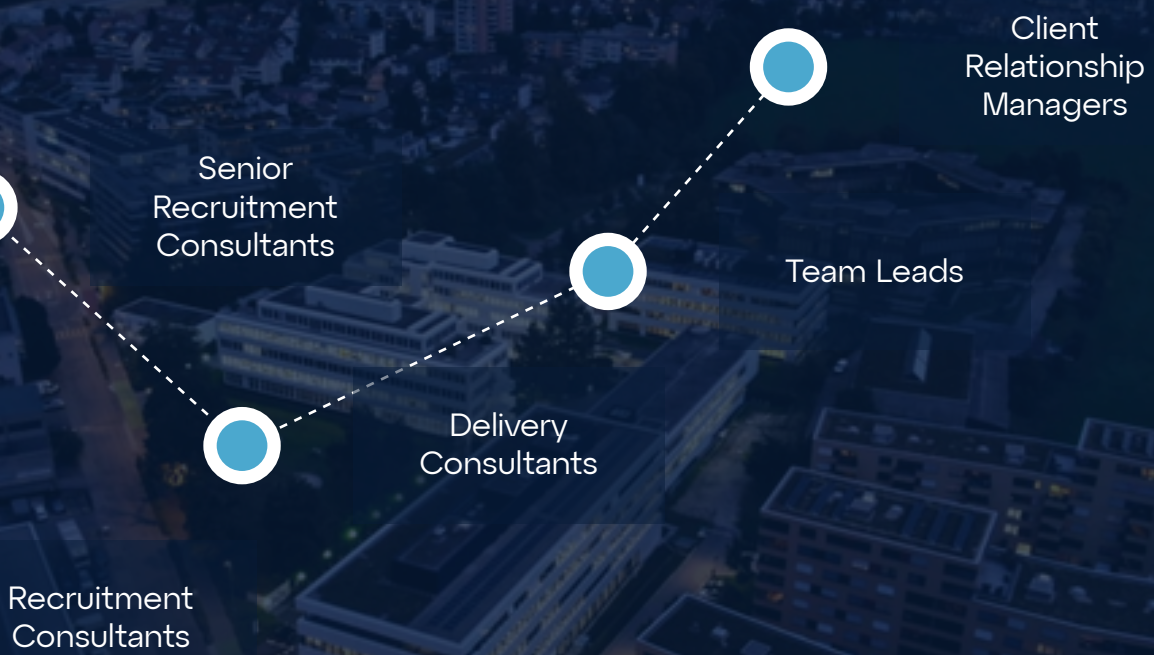 Client
Relationship
Managers
Senior
Recruitment
Consultants
Team Leads
Delivery
Consultants
Recruitment
Consultants